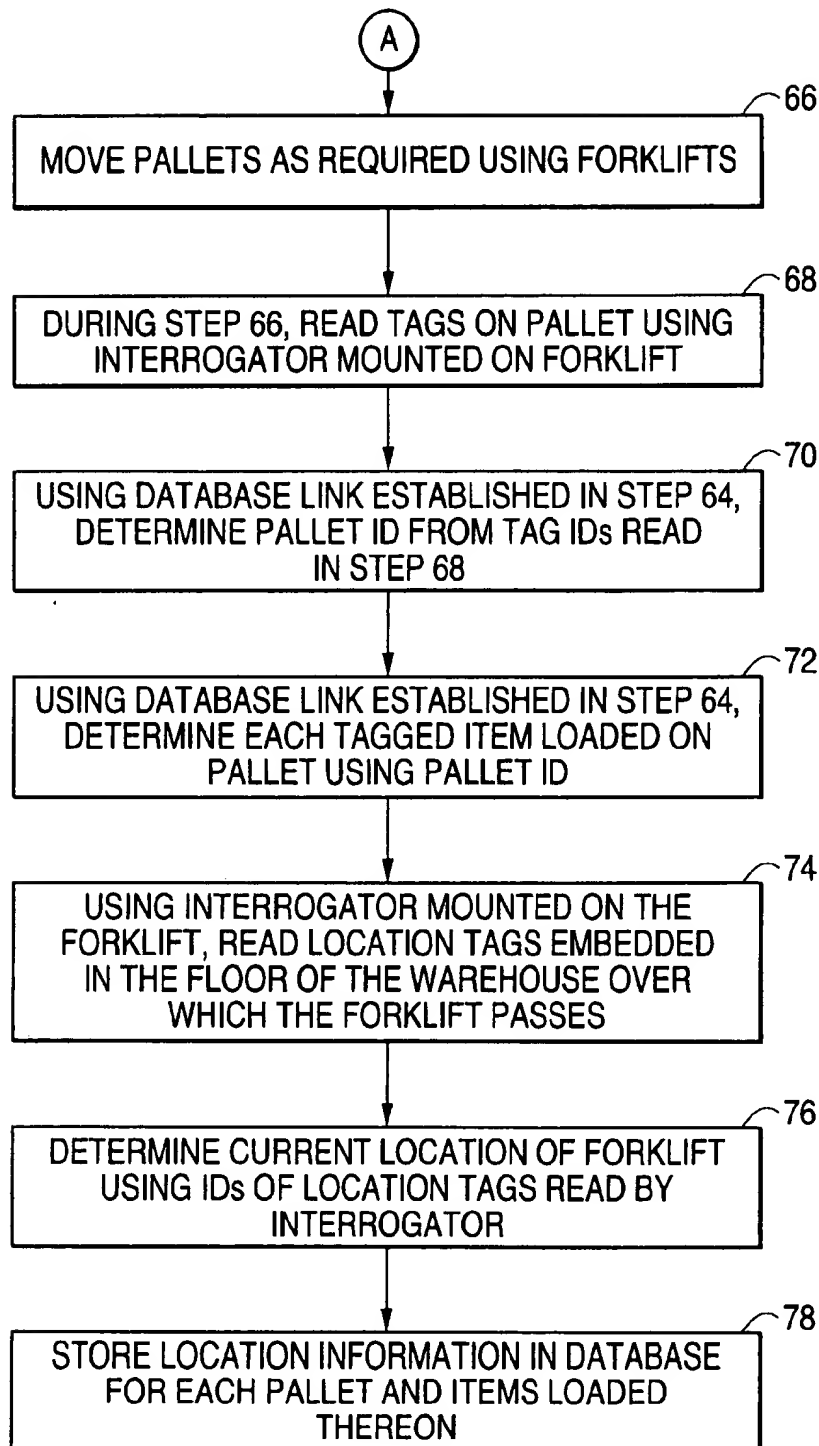 A
66
MOVE PALLETS AS REQUIRED USING FORKLIFTS
68
DURING STEP 66, READ TAGS ON PALLET USING
INTERROGATOR MOUNTED ON FORKLIFT
70
USING DATABASE LINK ESTABLISHED IN STEP 64,
DETERMINE PALLET ID FROM TAG IDs READ
IN STEP 68
72
USING DATABASE LINK ESTABLISHED IN STEP 64,
DETERMINE EACH TAGGED ITEM LOADED ON
PALLET USING PALLET ID
74
USING INTERROGATOR MOUNTED ON THE
FORKLIFT, READ LOCATION TAGS EMBEDDED
IN THE FLOOR OF THE WAREHOUSE OVER
WHICH THE FORKLIFT PASSES
76
DETERMINE CURRENT LOCATION OF FORKLIFT
USING IDs OF LOCATION TAGS READ BY
INTERROGATOR
78
STORE LOCATION INFORMATION IN DATABASE
FOR EACH PALLET AND ITEMS LOADED
THEREON